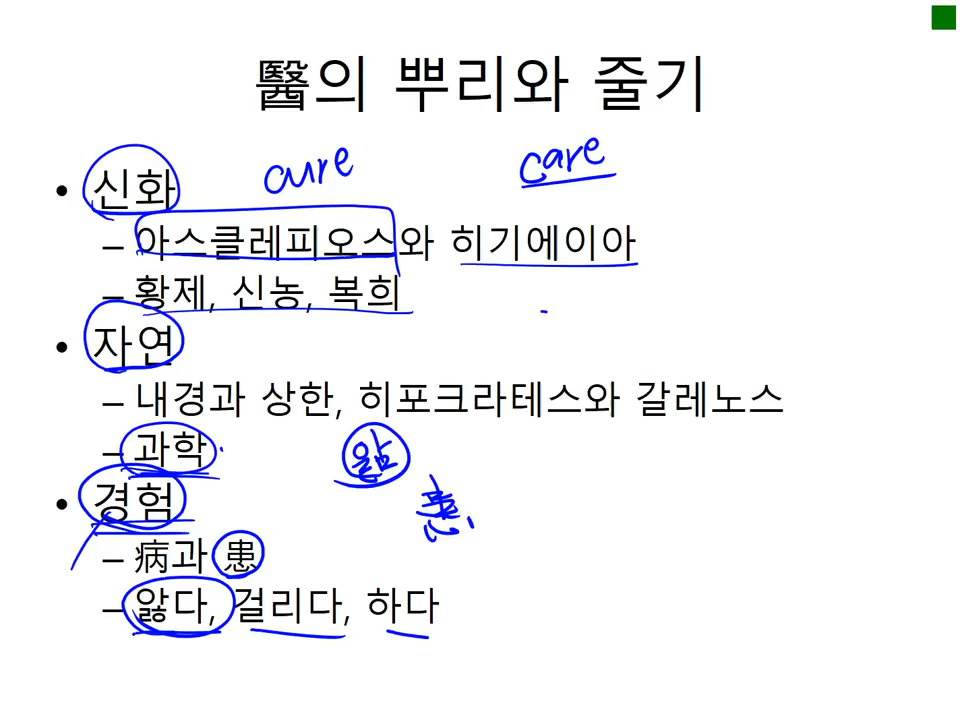 醫의 뿌리와 줄기
cure care
• 신화
– 아스클레피오스와 히기에이아
– 황제, 신농, 복희
• 자연
– 내경과 상한, 히포크라테스와 갈레노스
– 과학
앎
• 경험
患
– 病과 患
– 앓다, 걸리다, 하다